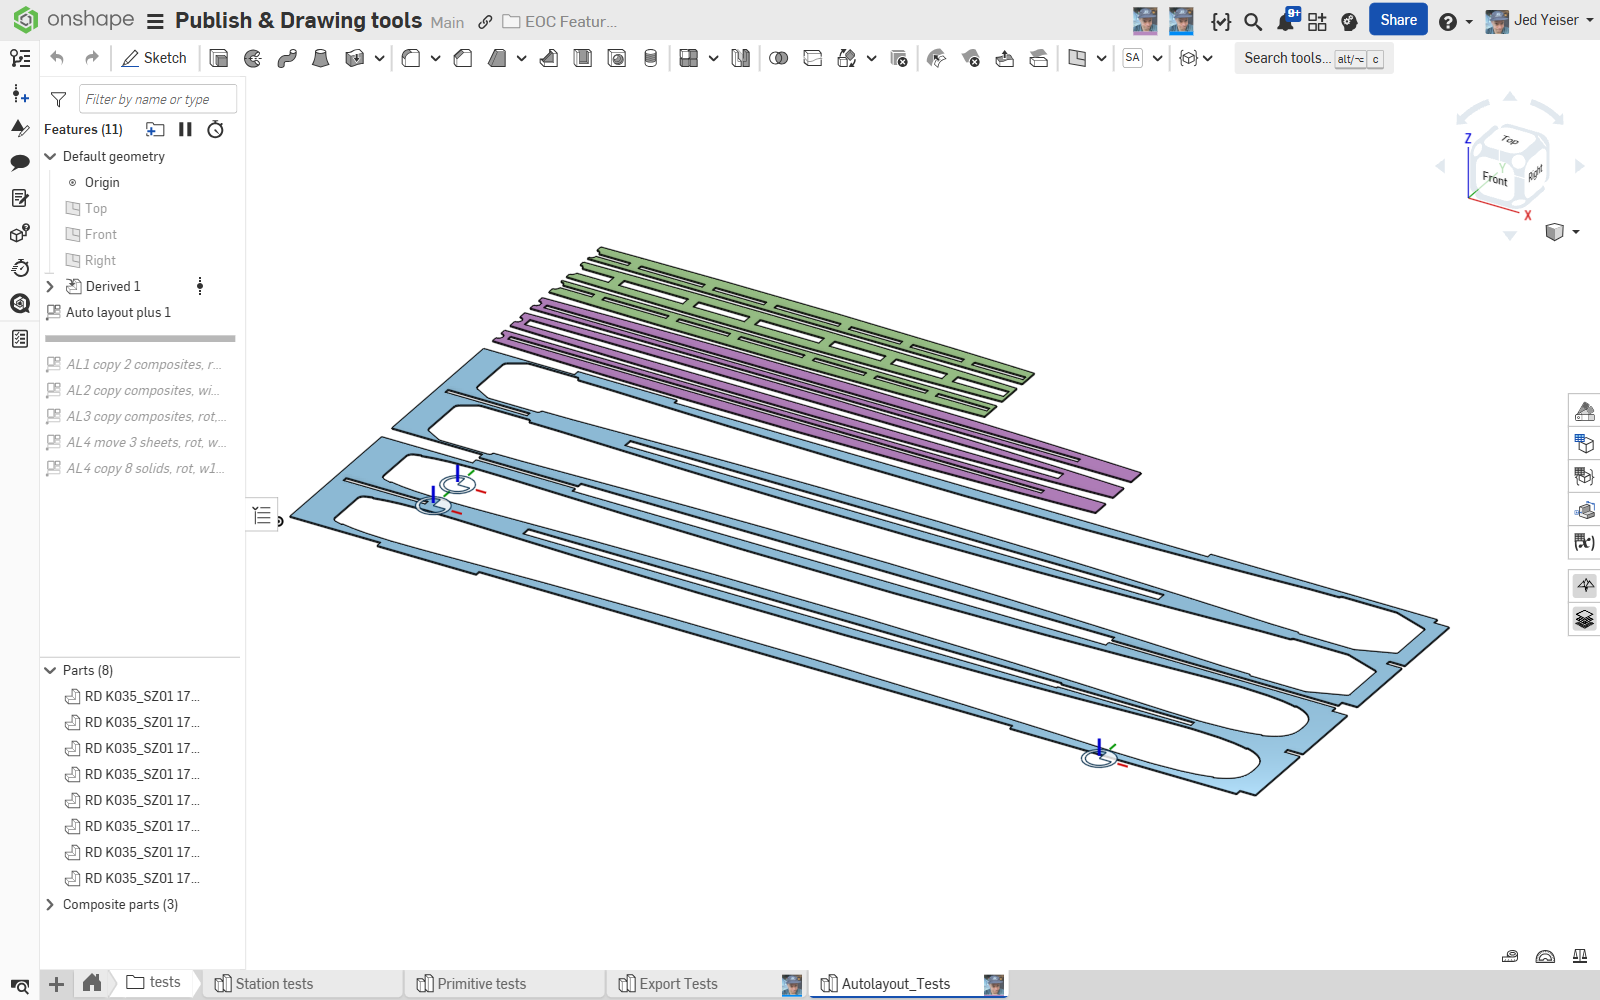 onshape Publish & Drawing tools Main EOC Featur... 9+ Share Jed Yeiser
Sketch SA Search tools... alt/⌥ c
Filter by name or type
Features (11)
Default geometry
Origin
Top
Front
Right
Derived 1
Auto layout plus 1
AL1 copy 2 composites, r...
AL2 copy composites, wi...
AL3 copy composites, rot,...
AL4 move 3 sheets, rot, w...
AL4 copy 8 solids, rot, w1...
Parts (8)
RD K035_SZ01 17...
RD K035_SZ01 17...
RD K035_SZ01 17...
RD K035_SZ01 17...
RD K035_SZ01 17...
RD K035_SZ01 17...
RD K035_SZ01 17...
RD K035_SZ01 17...
Composite parts (3)
Z
Top
Y
Front
Right
X
(x)
tests
Station tests
Primitive tests
Export Tests
Autolayout_Tests